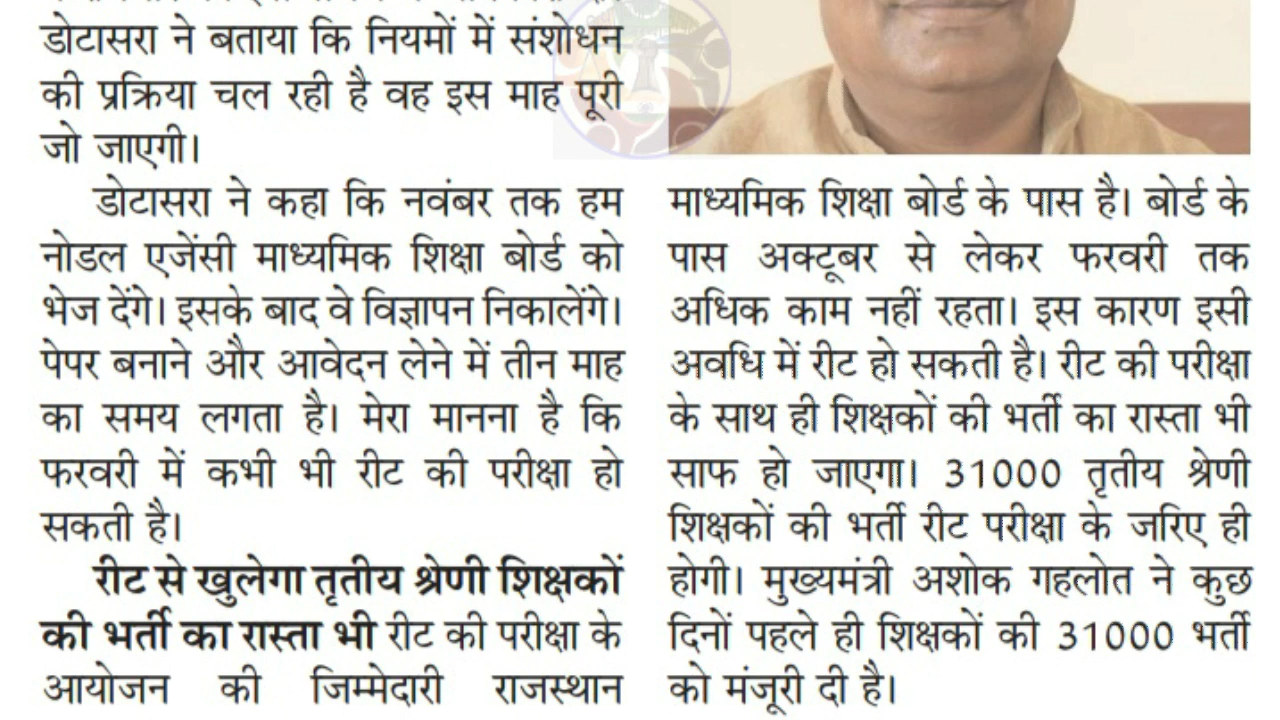 डोटासरा ने बताया कि नियमों में संशोधन
की प्रक्रिया चल रही है वह इस माह पूरी
जो जाएगी।
डोटासरा ने कहा कि नवंबर तक हम
नोडल एजेंसी माध्यमिक शिक्षा बोर्ड को
भेज देंगे। इसके बाद वे विज्ञापन निकालेंगे।
पेपर बनाने और आवेदन लेने में तीन माह
का समय लगता है। मेरा मानना है कि
फरवरी में कभी भी रीट की परीक्षा हो
सकती है।
रीट से खुलेगा तृतीय श्रेणी शिक्षकों
की भर्ती का रास्ता भी रीट की परीक्षा के
आयोजन की जिम्मेदारी राजस्थान
माध्यमिक शिक्षा बोर्ड के पास है। बोर्ड के
पास अक्टूबर से लेकर फरवरी तक
अधिक काम नहीं रहता। इस कारण इसी
अवधि में रीट हो सकती है। रीट की परीक्षा
के साथ ही शिक्षकों की भर्ती का रास्ता भी
साफ हो जाएगा। 31000 तृतीय श्रेणी
शिक्षकों की भर्ती रीट परीक्षा के जरिए ही
होगी। मुख्यमंत्री अशोक गहलोत ने कुछ
दिनों पहले ही शिक्षकों की 31000 भर्ती
को मंजूरी दी है।